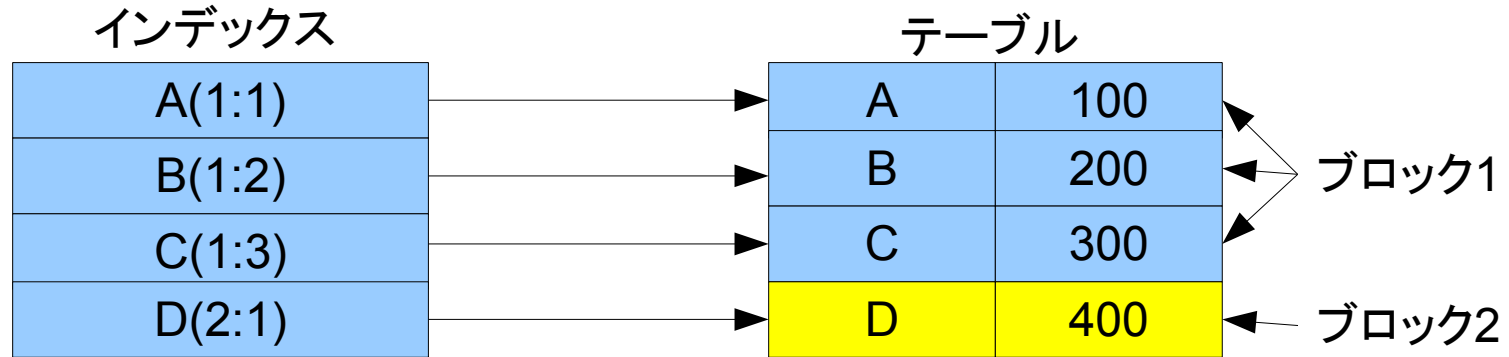 インデックス
テーブル
A(1:1)
A 100
B(1:2)
B 200
ブロック1
C(1:3)
C 300
D(2:1)
D 400
ブロック2